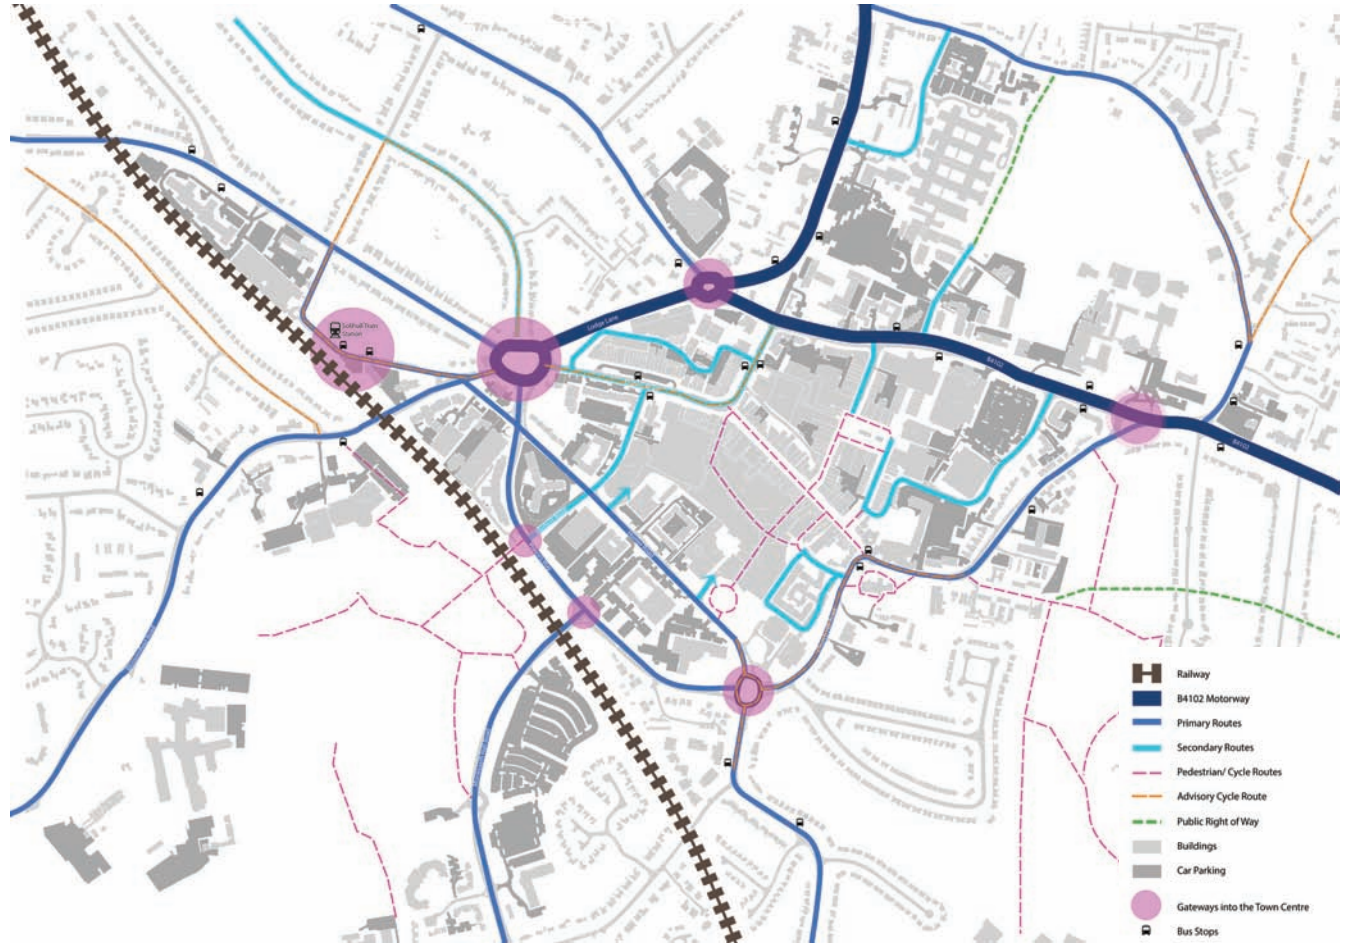 Solihull Train
Station
Lodge Lane
B4102
B4102
Railway
B4102 Motorway
Primary Routes
Secondary Routes
Pedestrian/ Cycle Routes
Advisory Cycle Route
Public Right of Way
Buildings
Car Parking
Gateways into the Town Centre
Bus Stops